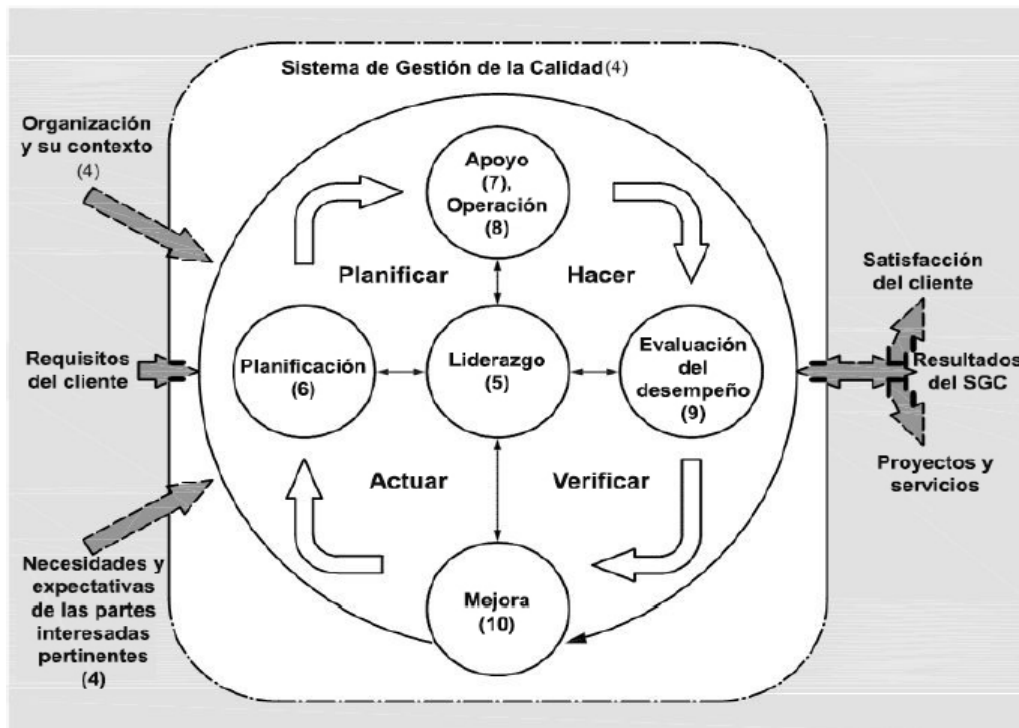 Sistema de Gestión de la Calidad(4)
Organización
y su contexto
(4)
Requisitos
del cliente
Necesidades y
expectativas
de las partes
interesadas
pertinentes
(4)
Apoyo
(7),
Operación
(8)
Planificar
Hacer
Planificación
(6)
Liderazgo
(5)
Evaluación
del
desempeño
(9)
Actuar
Verificar
Mejora
(10)
Satisfacción
del cliente
Resultados
del SGC
Proyectos y
servicios